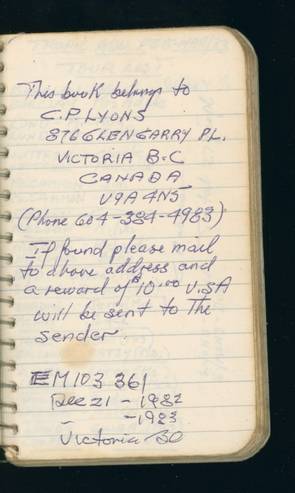 This book belongs to
C.P. LYONS
876 GLENGARRY PL.
VICTORIA B.C
CANADA
V9A 4N5
(Phone 604-384-4983)
If found please mail
to above address and
a reward of $10.00 U.SA
will be sent to the
sender.
EM103 361
Dec 21 - 1982
- -1983
Victoria BC